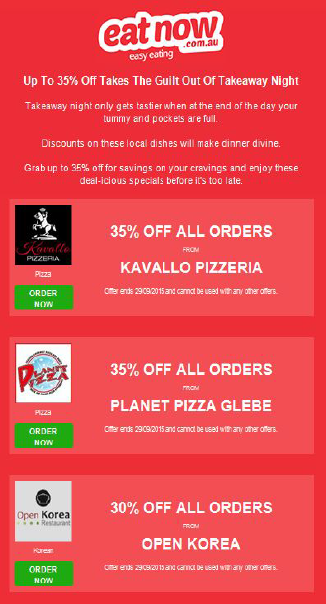 eat now
.com.au
easy eating
Up To 35% Off Takes The Guilt Out Of Takeaway Night
Takeaway night only gets tastier when at the end of the day your
tummy and pockets are full.
Discounts on these local dishes will make dinner divine.
Grab up to 35% off for savings on your cravings and enjoy these
deal-icious specials before it's too late.
Kavallo
PIZZERIA
Pizza
ORDER
NOW
35% OFF ALL ORDERS
FROM
KAVALLO PIZZERIA
Offer ends 29/09/2015 and cannot be used with any other offers.
PLANET
PIZZA
Pizza
ORDER
NOW
35% OFF ALL ORDERS
FROM
PLANET PIZZA GLEBE
Offer ends 29/09/2015 and cannot be used with any other offers.
Open Korea
Restaurant
Korean
ORDER
NOW
30% OFF ALL ORDERS
FROM
OPEN KOREA
Offer ends 29/09/2015 and cannot be used with any other offers.